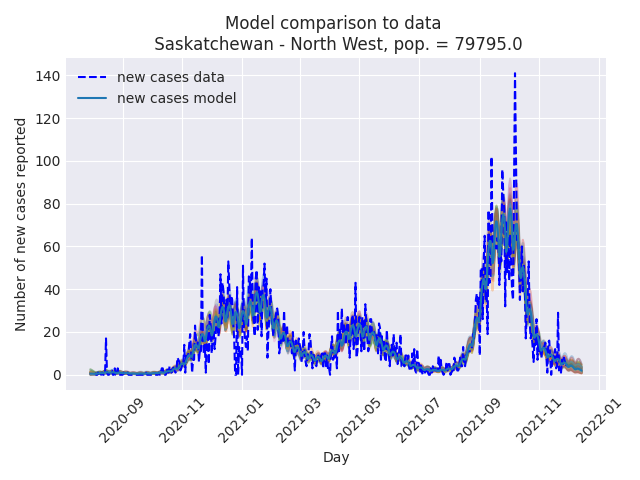 Model comparison to data
Saskatchewan - North West, pop. = 79795.0
new cases data
new cases model
Number of new cases reported
140
120
100
80
60
40
20
0
2020-09
2020-11
2021-01
2021-03
2021-05
2021-07
2021-09
2021-11
2022-01
Day